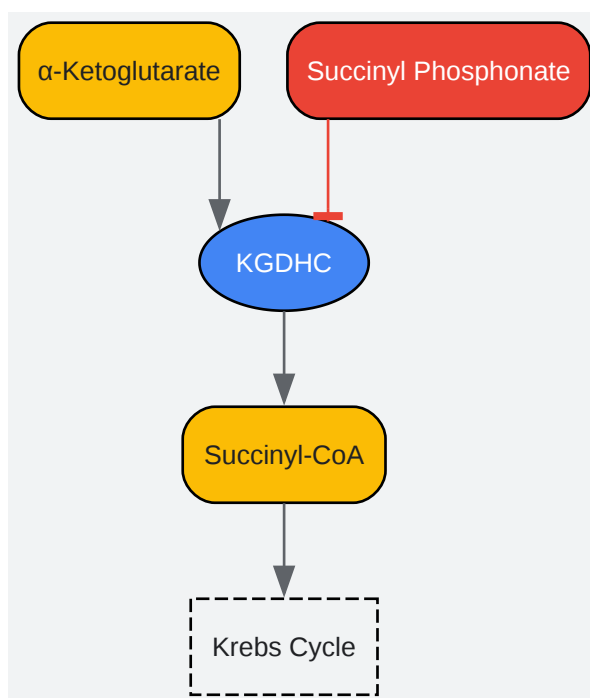 α-Ketoglutarate
Succinyl Phosphonate
KGDHC
Succinyl-CoA
Krebs Cycle